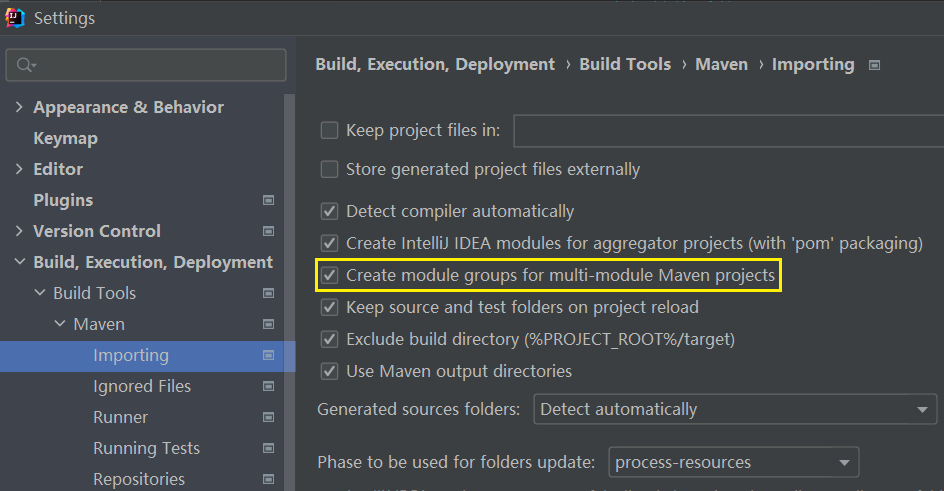 Settings
Build, Execution, Deployment › Build Tools › Maven › Importing
Appearance & Behavior
Keymap
Editor
Plugins
Version Control
Build, Execution, Deployment
Build Tools
Maven
Importing
Ignored Files
Runner
Running Tests
Repositories
Keep project files in:
Store generated project files externally
Detect compiler automatically
Create IntelliJ IDEA modules for aggregator projects (with 'pom' packaging)
Create module groups for multi-module Maven projects
Keep source and test folders on project reload
Exclude build directory (%PROJECT_ROOT%/target)
Use Maven output directories
Generated sources folders: Detect automatically
Phase to be used for folders update: process-resources